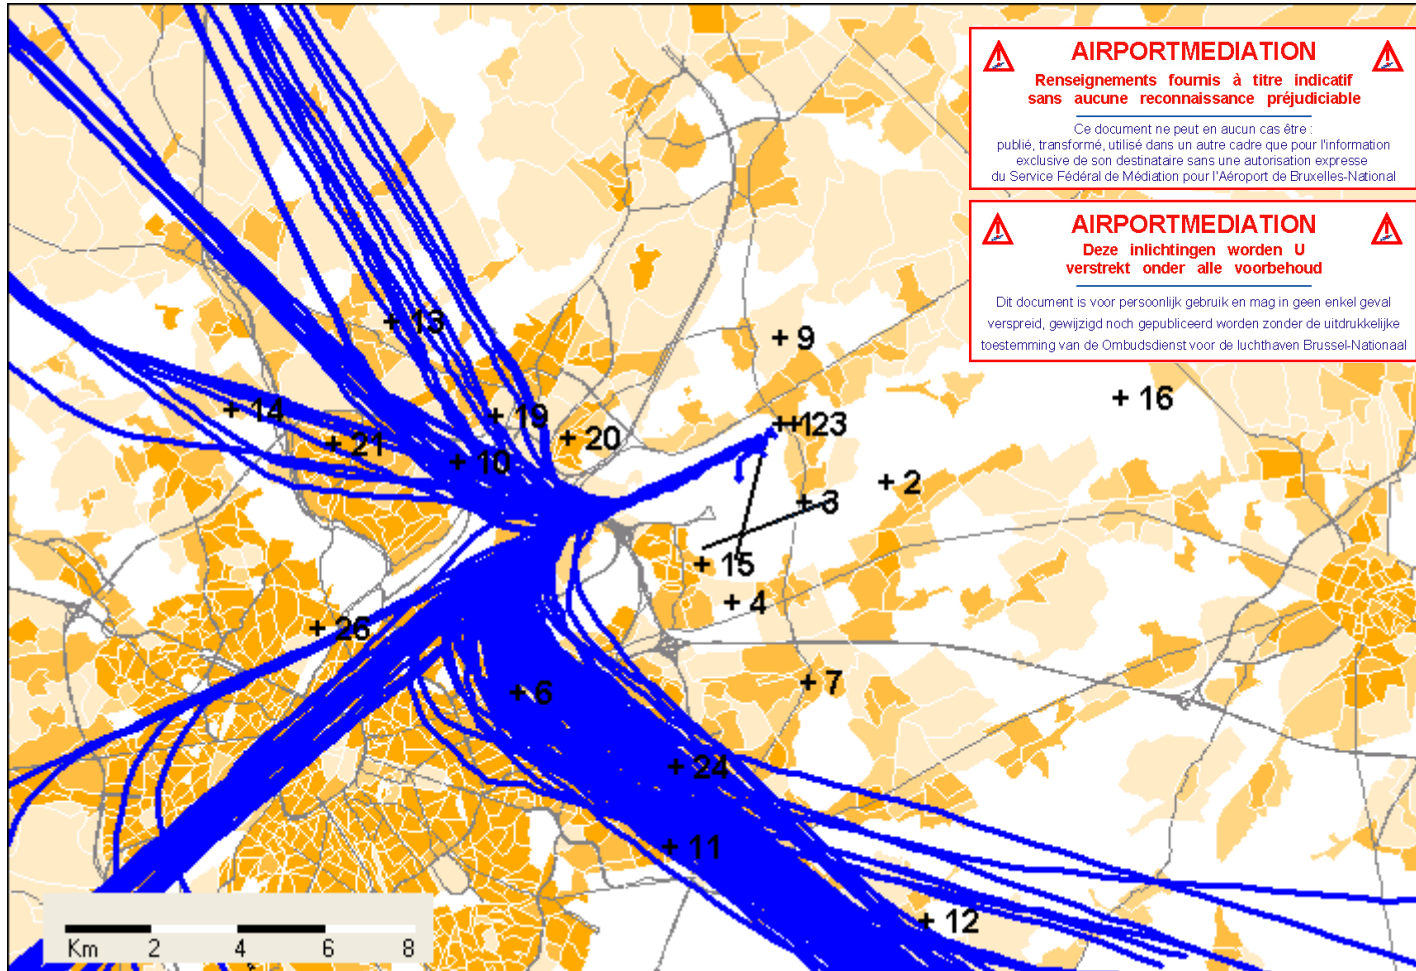 AIRPORTMEDIATION
Renseignements fournis à titre indicatif
sans aucune reconnaissance préjudiciable
Ce document ne peut en aucun cas être :
publié, transformé, utilisé dans un autre cadre que pour l'information
exclusive de son destinataire sans une autorisation expresse
du Service Fédéral de Médiation pour l'Aéroport de Bruxelles-National
AIRPORTMEDIATION
Deze inlichtingen worden U
verstrekt onder alle voorbehoud
Dit document is voor persoonlijk gebruik en mag in geen enkel geval
verspreid, gewijzigd noch gepubliceerd worden zonder de uitdrukkelijke
toestemming van de Ombudsdienst voor de luchthaven Brussel-Nationaal
+ 13
+ 9
+ 16
+ 14
+ 19
+ 20
++123
+ 21
+ 10
+ 2
+ 3
+ 15
+ 4
+ 26
+ 6
+ 7
+ 24
+ 11
+ 12
Km 2 4 6 8